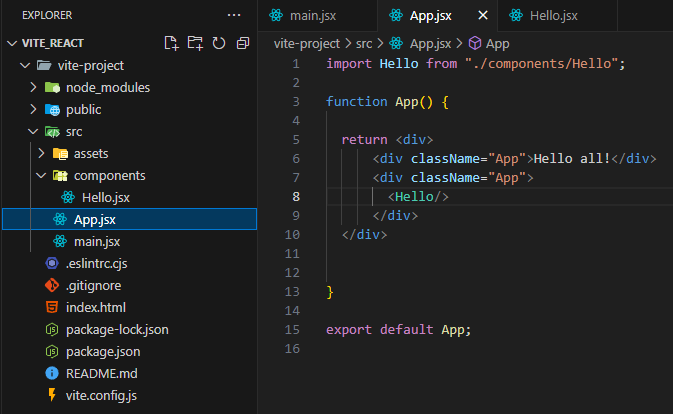 EXPLORER
VITE_REACT
vite-project
node_modules
public
src
assets
components
Hello.jsx
App.jsx
main.jsx
.eslintrc.cjs
.gitignore
index.html
package-lock.json
package.json
README.md
vite.config.js
main.jsx App.jsx Hello.jsx
vite-project > src > App.jsx > App
1 import Hello from "./components/Hello";
2
3 function App() {
4
5 return <div>
6 <div className="App">Hello all!</div>
7 <div className="App">
8 <Hello/>
9 </div>
10 </div>
11
12
13 }
14
15 export default App;
16